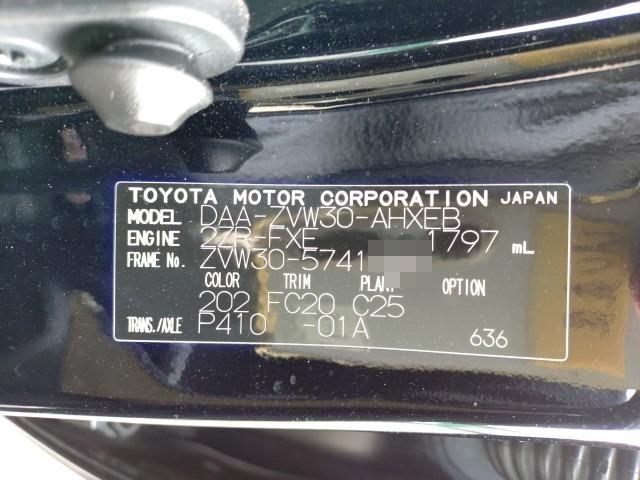 TOYOTA MOTOR CORPORATION JAPAN
MODEL DAA-ZVW30-AHXEB
ENGINE 2ZR-FXE 1797 mL
FRAME No. ZVW30-5741
COLOR TRIM PLANT OPTION
202 FC20 C25
TRANS./AXLE P410 -01A 636